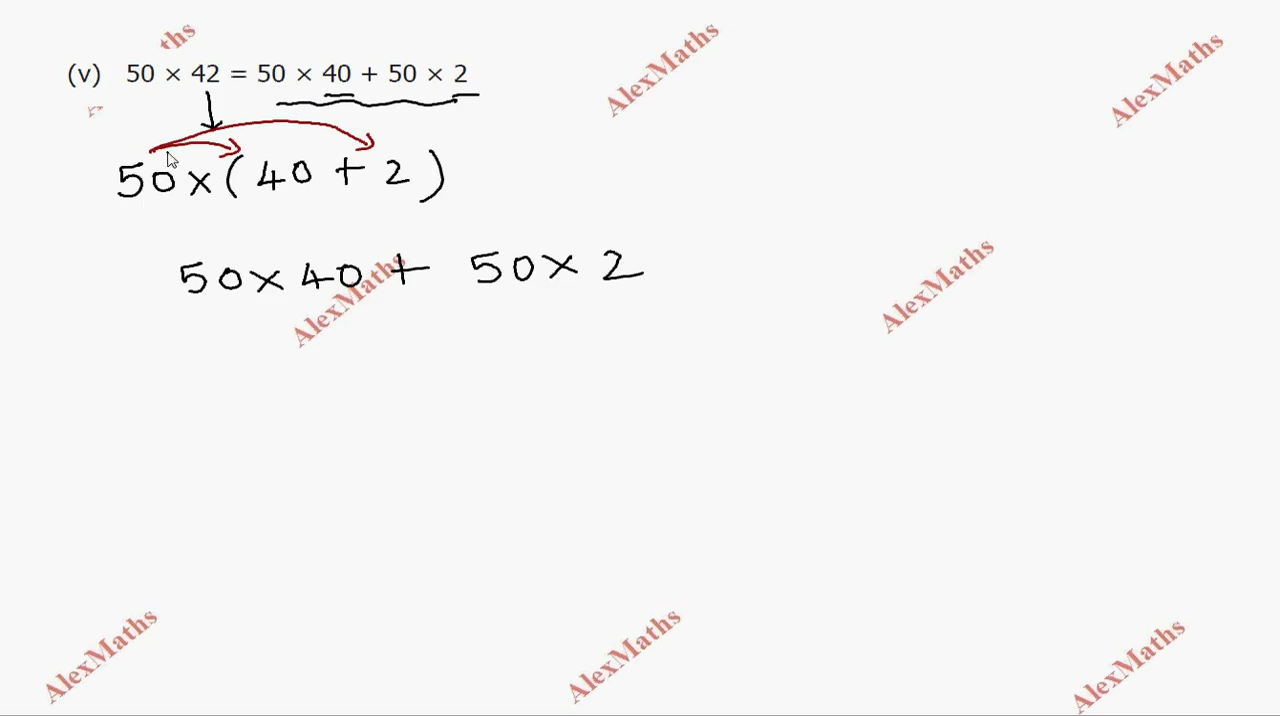 ths
AlexMaths
AlexMaths
(v) 50 × 42 = 50 × 40 + 50 × 2
50 × ( 40 + 2 )
50 × 40 + 50 × 2
AlexMaths
AlexMaths
AlexMaths
AlexMaths
AlexMaths